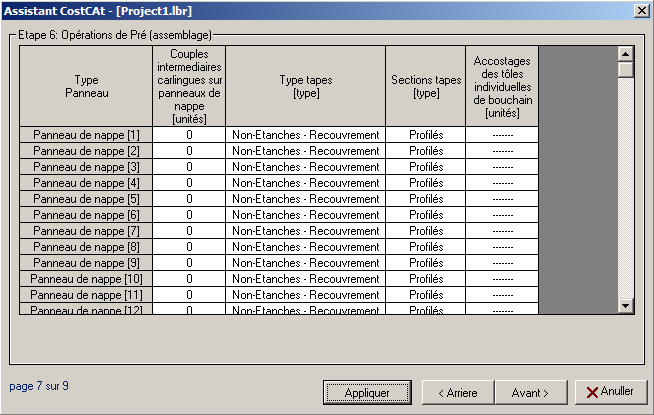 Assistant CostCAt - [Project1.lbr]
Etape 6: Opérations de Pré (assemblage)
Type
Panneau
Couples
intermediaires
carlingues sur
panneaux de
nappe
[unités]
Type tapes
[type]
Sections tapes
[type]
Accostages
des tôles
individuelles
de bouchain
[unités]
Panneau de nappe [1] 0 Non-Etanches - Recouvrement Profilés -------
Panneau de nappe [2] 0 Non-Etanches - Recouvrement Profilés -------
Panneau de nappe [3] 0 Non-Etanches - Recouvrement Profilés -------
Panneau de nappe [4] 0 Non-Etanches - Recouvrement Profilés -------
Panneau de nappe [5] 0 Non-Etanches - Recouvrement Profilés -------
Panneau de nappe [6] 0 Non-Etanches - Recouvrement Profilés -------
Panneau de nappe [7] 0 Non-Etanches - Recouvrement Profilés -------
Panneau de nappe [8] 0 Non-Etanches - Recouvrement Profilés -------
Panneau de nappe [9] 0 Non-Etanches - Recouvrement Profilés -------
Panneau de nappe [10] 0 Non-Etanches - Recouvrement Profilés -------
Panneau de nappe [11] 0 Non-Etanches - Recouvrement Profilés -------
Panneau de nappe [12] 0 Non-Etanches - Recouvrement Profilés -------
page 7 sur 9
Appliquer
< Arriere
Avant >
Anuller